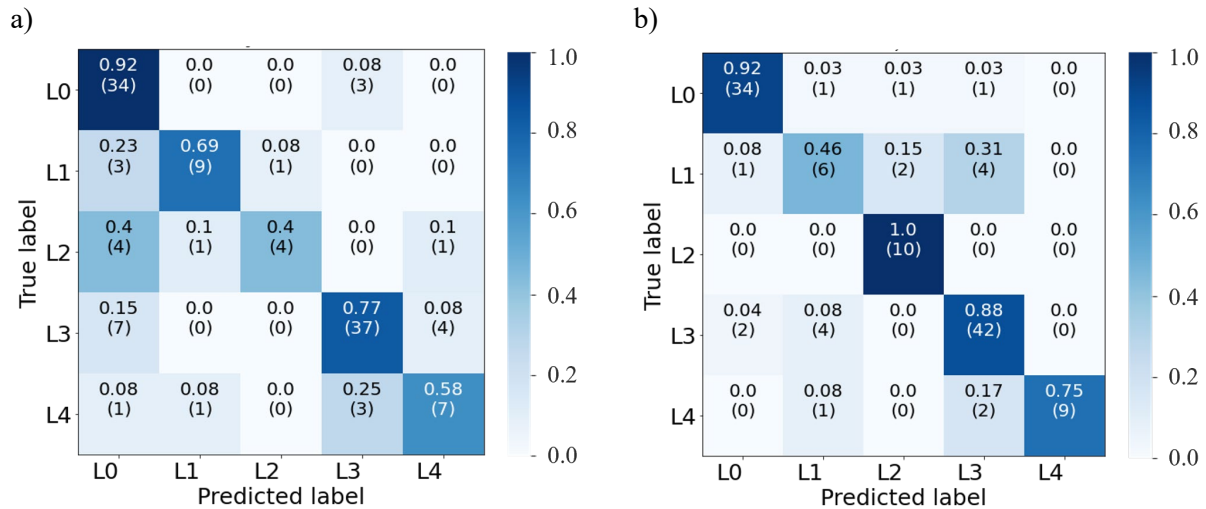 a)
0.92 0.0 0.0 0.08 0.0 1.0
L0 (34) (0) (0) (3) (0)
0.23 0.69 0.08 0.0 0.0 0.8
L1 (3) (9) (1) (0) (0)
0.4 0.1 0.4 0.0 0.1 0.6
L2 (4) (1) (4) (0) (1)
0.15 0.0 0.0 0.77 0.08 0.4
L3 (7) (0) (0) (37) (4)
0.08 0.08 0.0 0.25 0.58 0.2
L4 (1) (1) (0) (3) (7)
0.0
L0 L1 L2 L3 L4
Predicted label
True label
b)
0.92 0.03 0.03 0.03 0.0 1.0
L0 (34) (1) (1) (1) (0)
0.08 0.46 0.15 0.31 0.0 0.8
L1 (1) (6) (2) (4) (0)
0.0 0.0 1.0 0.0 0.0 0.6
L2 (0) (0) (10) (0) (0)
0.04 0.08 0.0 0.88 0.0 0.4
L3 (2) (4) (0) (42) (0)
0.0 0.08 0.0 0.17 0.75 0.2
L4 (0) (1) (0) (2) (9)
0.0
L0 L1 L2 L3 L4
Predicted label
True label